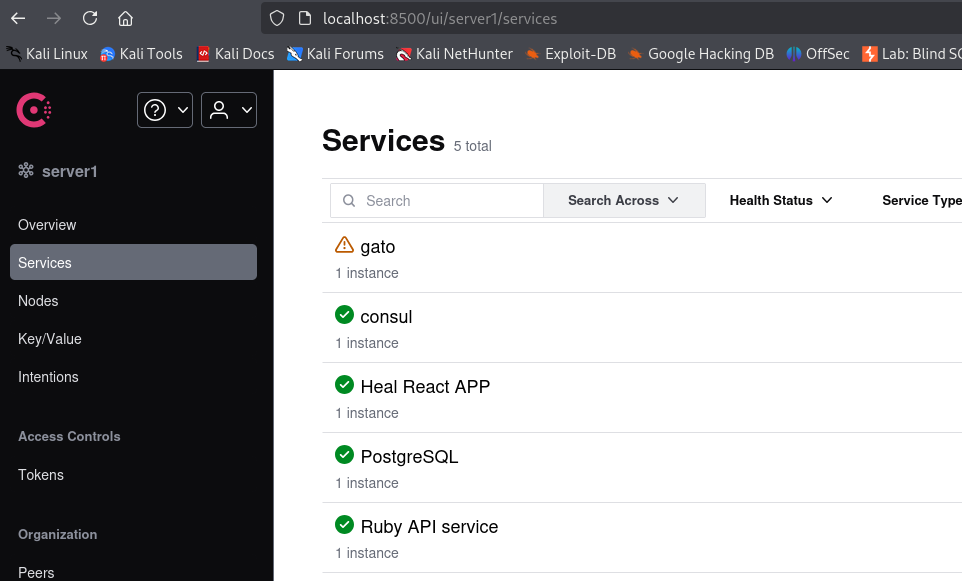 localhost:8500/ui/server1/services
Kali Linux Kali Tools Kali Docs Kali Forums Kali NetHunter Exploit-DB Google Hacking DB OffSec Lab: Blind SQ
server1
Overview
Services
Nodes
Key/Value
Intentions
Access Controls
Tokens
Organization
Peers
Services 5 total
Search Search Across Health Status Service Type
gato
1 instance
consul
1 instance
Heal React APP
1 instance
PostgreSQL
1 instance
Ruby API service
1 instance